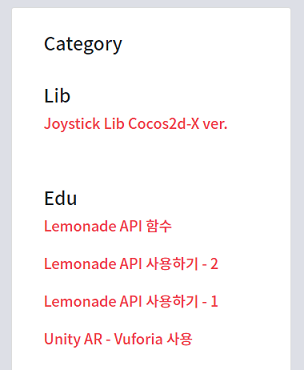 Category
Lib
Joystick Lib Cocos2d-X ver.
Edu
Lemonade API 함수
Lemonade API 사용하기 - 2
Lemonade API 사용하기 - 1
Unity AR - Vuforia 사용